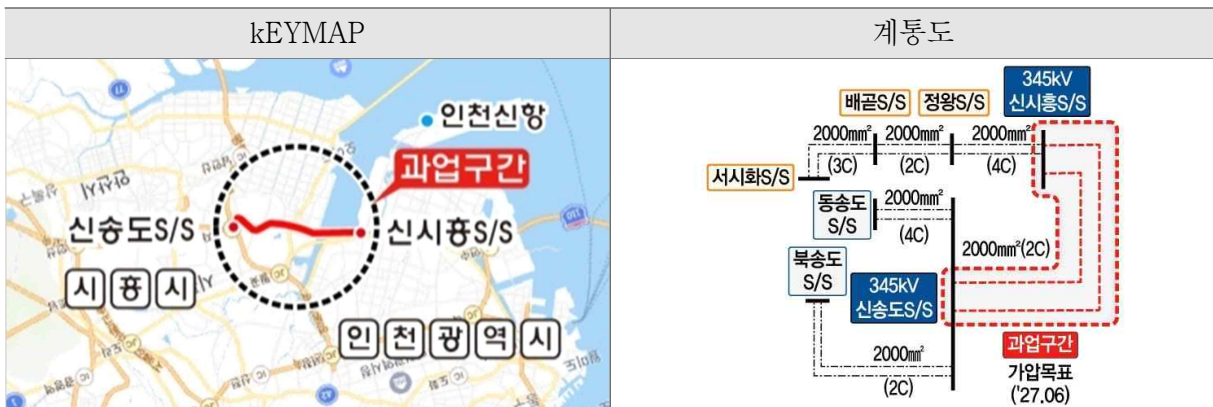 kEYMAP
계통도
인천신항
과업구간
신송도S/S
신시흥S/S
시흥시
인천광역시
345kV
신시흥S/S
배곧S/S
정왕S/S
2000mm²
2000mm²
2000mm²
(3C)
(2C)
(4C)
서시화S/S
동송도
S/S
2000mm²
(4C)
2000mm²(2C)
북송도
S/S
345kV
신송도S/S
2000mm²
(2C)
과업구간
가압목표
('27.06)